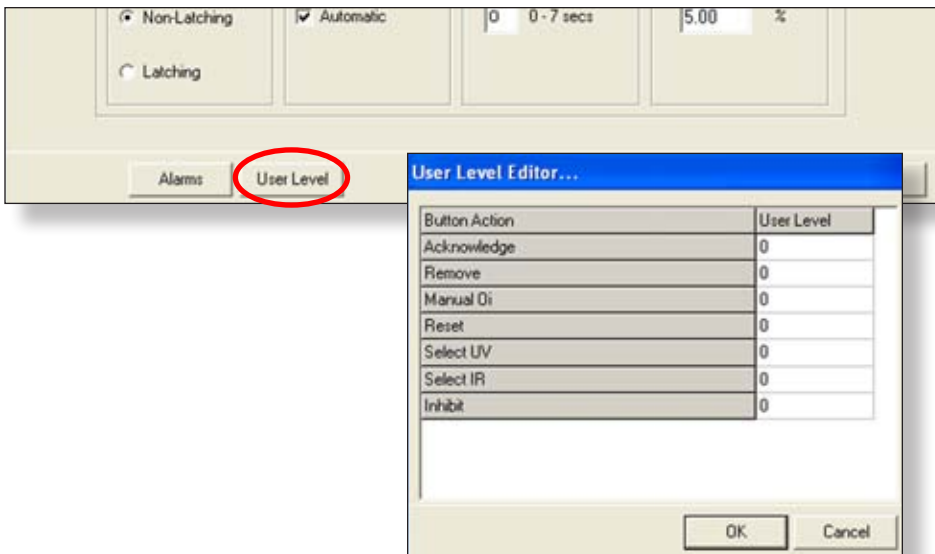 Non-Latching Automatic 0 0 - 7 secs 5.00 %
Latching
Alarms User Level
User Level Editor...
Button Action User Level
Acknowledge 0
Remove 0
Manual Oi 0
Reset 0
Select UV 0
Select IR 0
Inhibit 0
OK Cancel